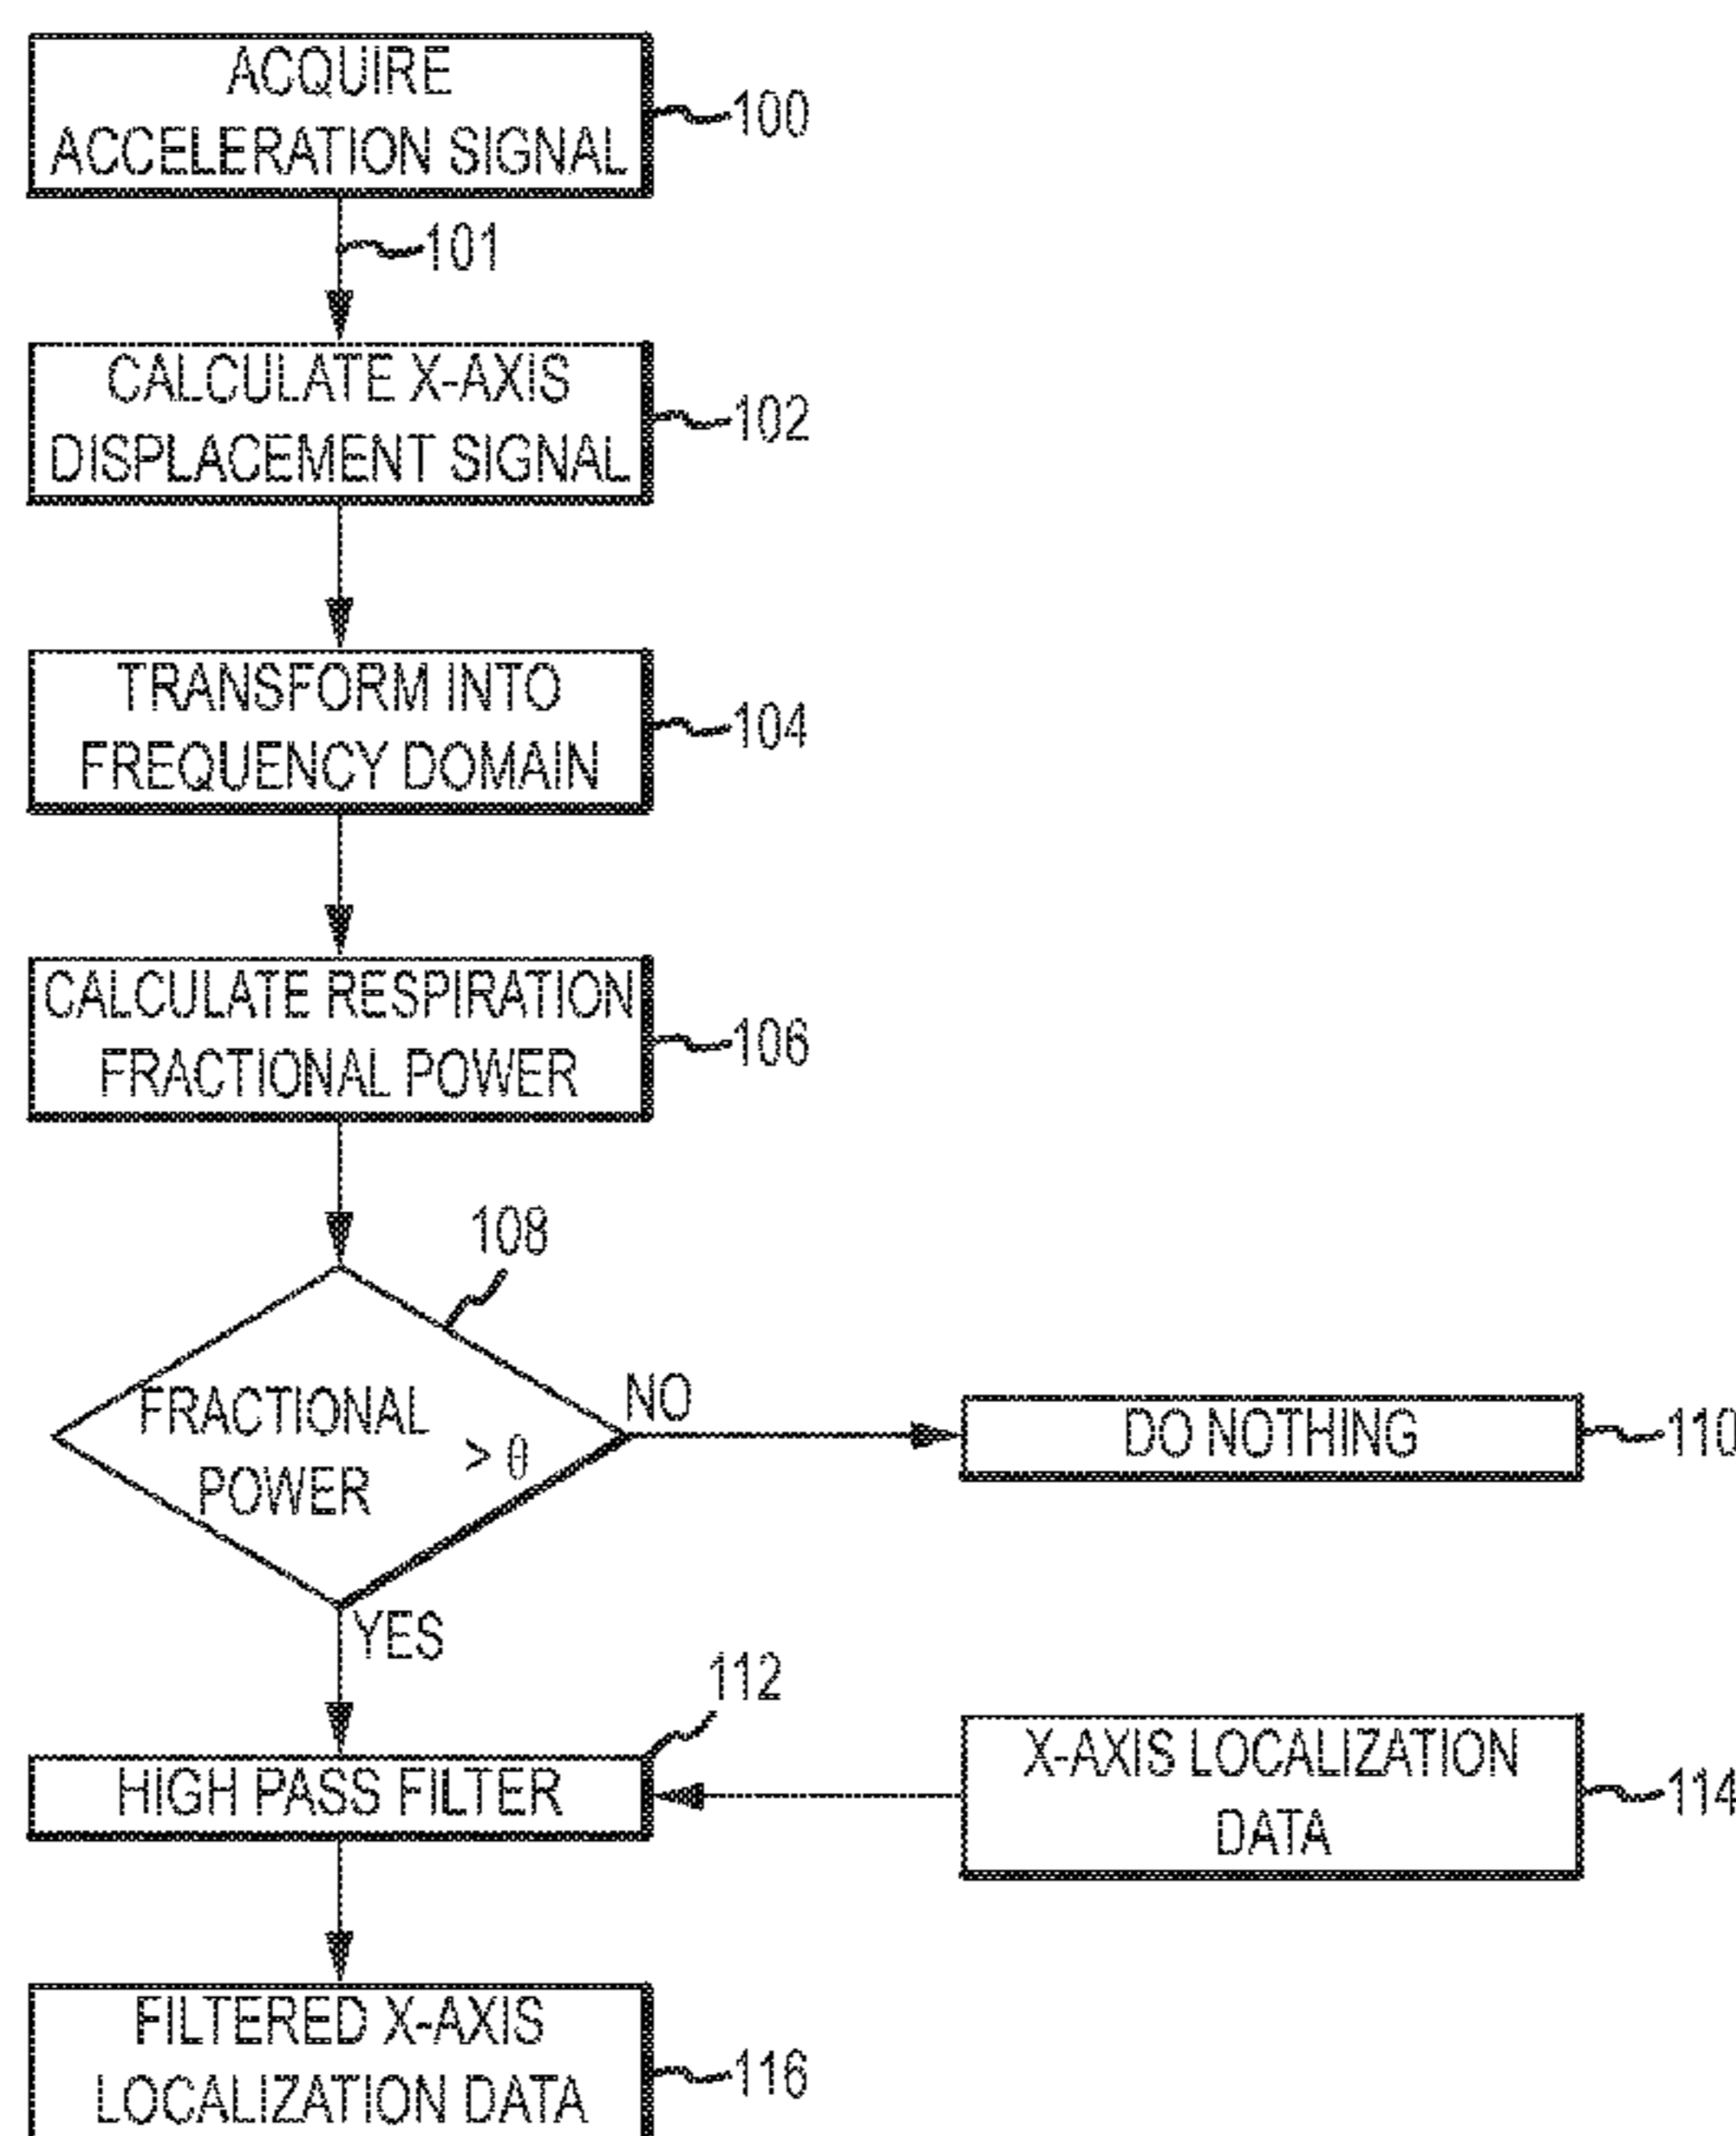 ACQUIRE
ACCELERATION SIGNAL
100
101
CALCULATE X-AXIS
DISPLACEMENT SIGNAL
102
TRANSFORM INTO
FREQUENCY DOMAIN
104
CALCULATE RESPIRATION
FRACTIONAL POWER
106
108
FRACTIONAL
POWER
> θ
NO
DO NOTHING
110
YES
112
HIGH PASS FILTER
X-AXIS LOCALIZATION
DATA
114
FILTERED X-AXIS
LOCALIZATION DATA
116